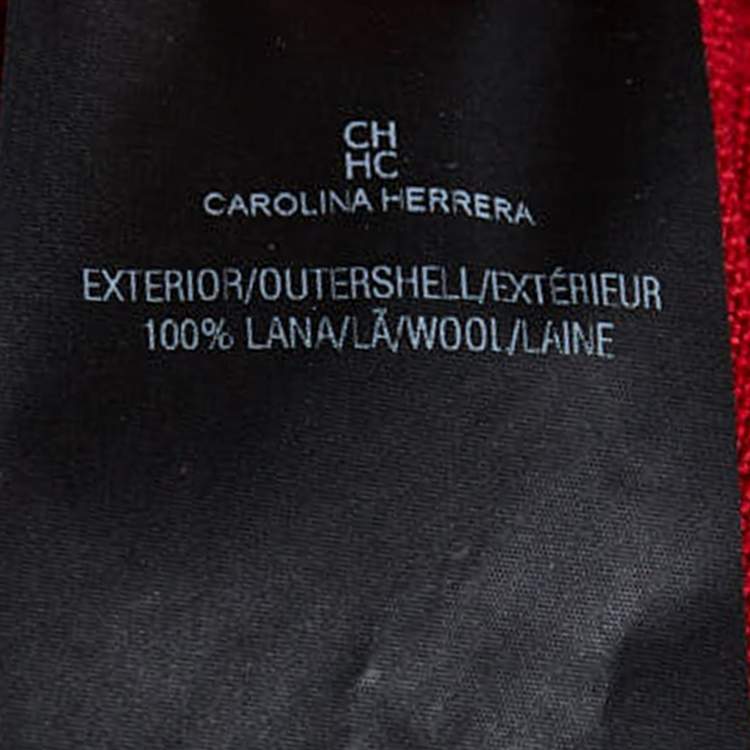 CH
HC
CAROLINA HERRERA
EXTERIOR/OUTERSHELL/EXTÉRIEUR
100% LANA/LÃ/WOOL/LAINE